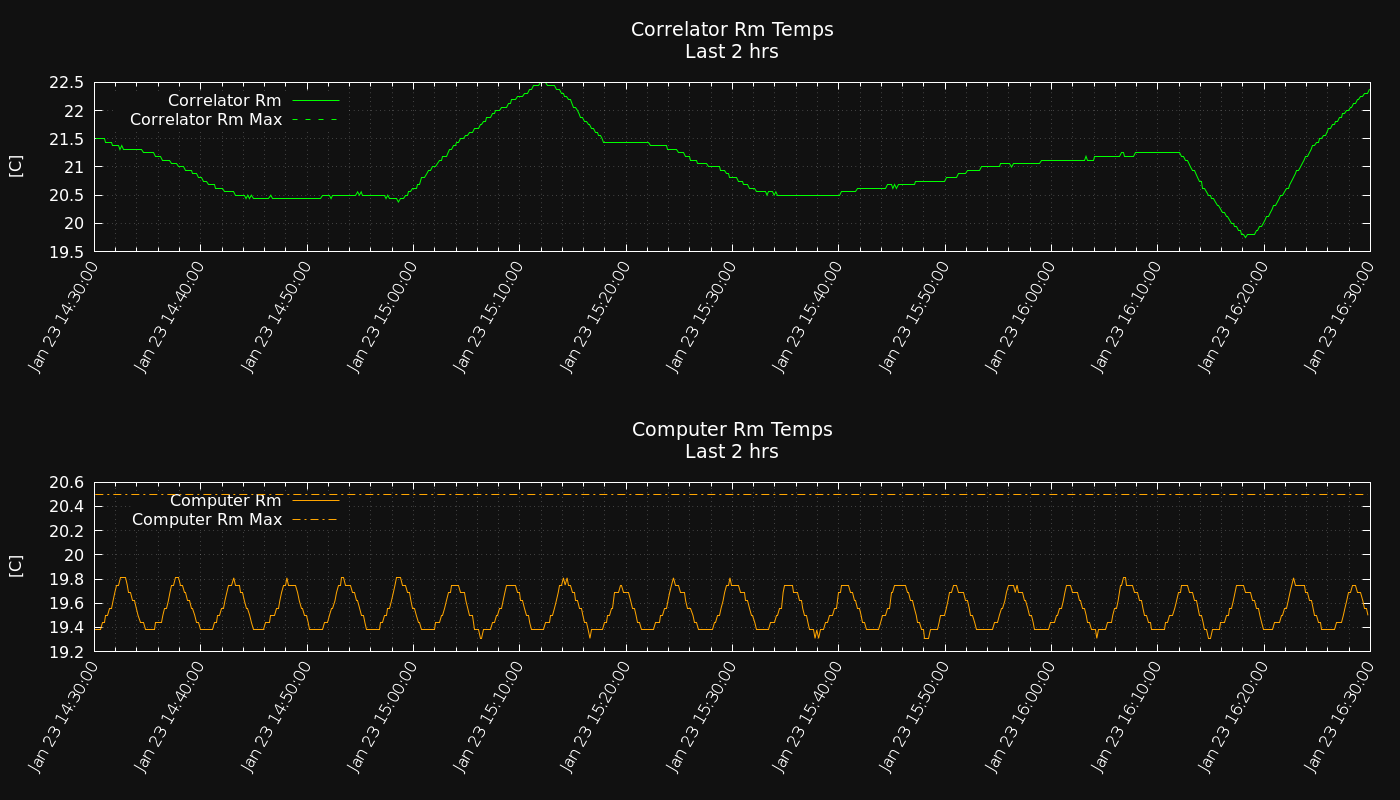 Correlator Rm Temps
Last 2 hrs
22.5
22
21.5
21
20.5
20
19.5
[C]
Correlator Rm
Correlator Rm Max
Jan 23 14:30:00
Jan 23 14:40:00
Jan 23 14:50:00
Jan 23 15:00:00
Jan 23 15:10:00
Jan 23 15:20:00
Jan 23 15:30:00
Jan 23 15:40:00
Jan 23 15:50:00
Jan 23 16:00:00
Jan 23 16:10:00
Jan 23 16:20:00
Jan 23 16:30:00
Computer Rm Temps
Last 2 hrs
20.6
20.4
20.2
20
19.8
19.6
19.4
19.2
[C]
Computer Rm
Computer Rm Max
Jan 23 14:30:00
Jan 23 14:40:00
Jan 23 14:50:00
Jan 23 15:00:00
Jan 23 15:10:00
Jan 23 15:20:00
Jan 23 15:30:00
Jan 23 15:40:00
Jan 23 15:50:00
Jan 23 16:00:00
Jan 23 16:10:00
Jan 23 16:20:00
Jan 23 16:30:00